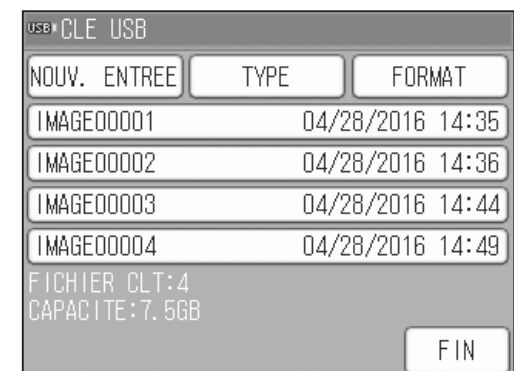 USB CLE USB
NOUV. ENTREE TYPE FORMAT
IMAGE00001 04/28/2016 14:35
IMAGE00002 04/28/2016 14:36
IMAGE00003 04/28/2016 14:44
IMAGE00004 04/28/2016 14:49
FICHIER CLT:4
CAPACITE:7.5GB
FIN